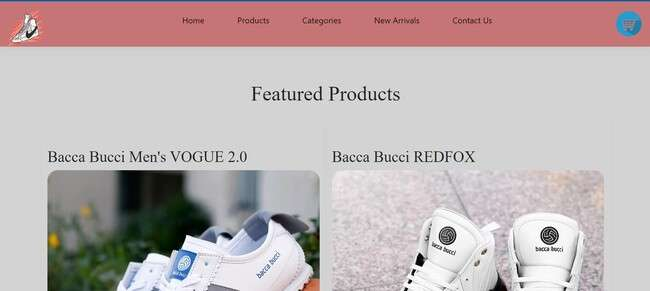 Home Products Categories New Arrivals Contact Us
Featured Products
Bacca Bucci Men's VOGUE 2.0
Bacca Bucci REDFOX
bacca bucci
bacca bucci
bacca bucci